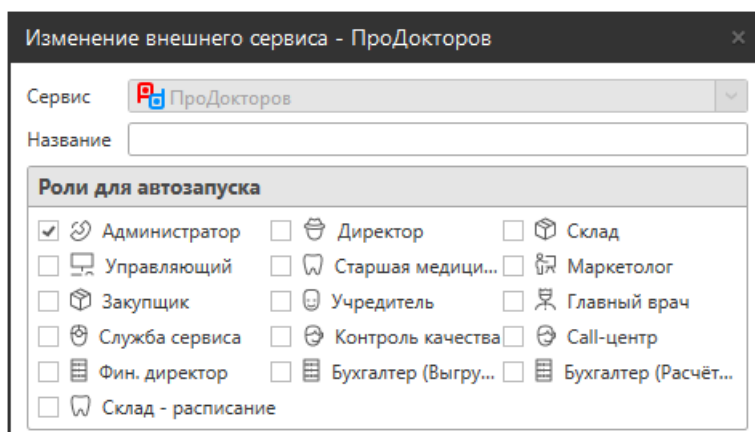 Изменение внешнего сервиса - ПроДокторов
Сервис ПроДокторов
Название
Роли для автозапуска
Администратор Директор Склад
Управляющий Старшая медици... Маркетолог
Закупщик Учредитель Главный врач
Служба сервиса Контроль качества Call-центр
Фин. директор Бухгалтер (Выгру... Бухгалтер (Расчёт...
Склад - расписание